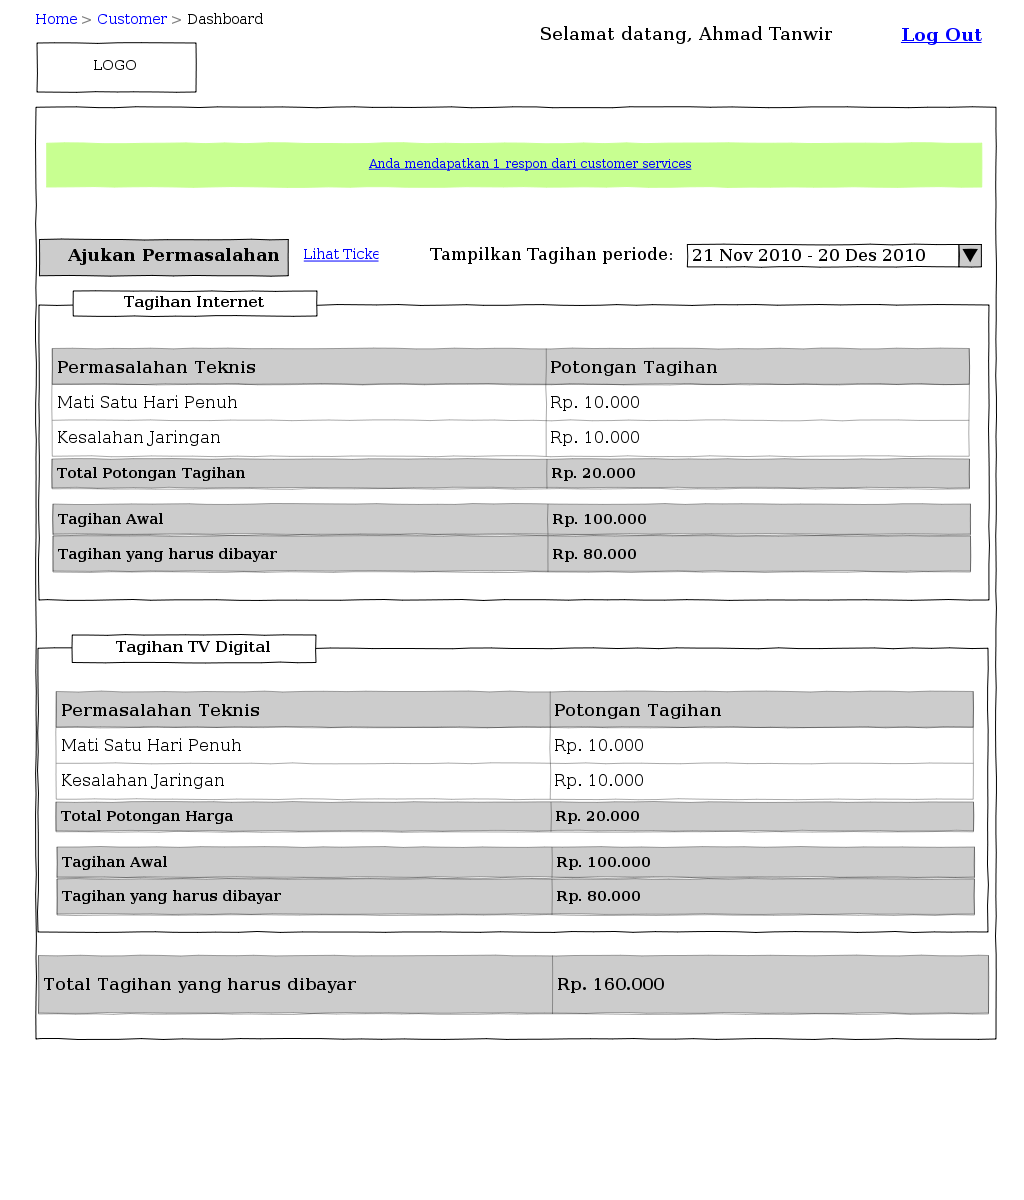 Home > Customer > Dashboard
Selamat datang, Ahmad Tanwir
Log Out
LOGO
Anda mendapatkan 1 respon dari customer services
Ajukan Permasalahan
Lihat Ticke
Tampilkan Tagihan periode:
21 Nov 2010 - 20 Des 2010
Tagihan Internet
Permasalahan Teknis Potongan Tagihan
Mati Satu Hari Penuh Rp. 10.000
Kesalahan Jaringan Rp. 10.000
Total Potongan Tagihan Rp. 20.000
Tagihan Awal Rp. 100.000
Tagihan yang harus dibayar Rp. 80.000
Tagihan TV Digital
Permasalahan Teknis Potongan Tagihan
Mati Satu Hari Penuh Rp. 10.000
Kesalahan Jaringan Rp. 10.000
Total Potongan Harga Rp. 20.000
Tagihan Awal Rp. 100.000
Tagihan yang harus dibayar Rp. 80.000
Total Tagihan yang harus dibayar Rp. 160.000